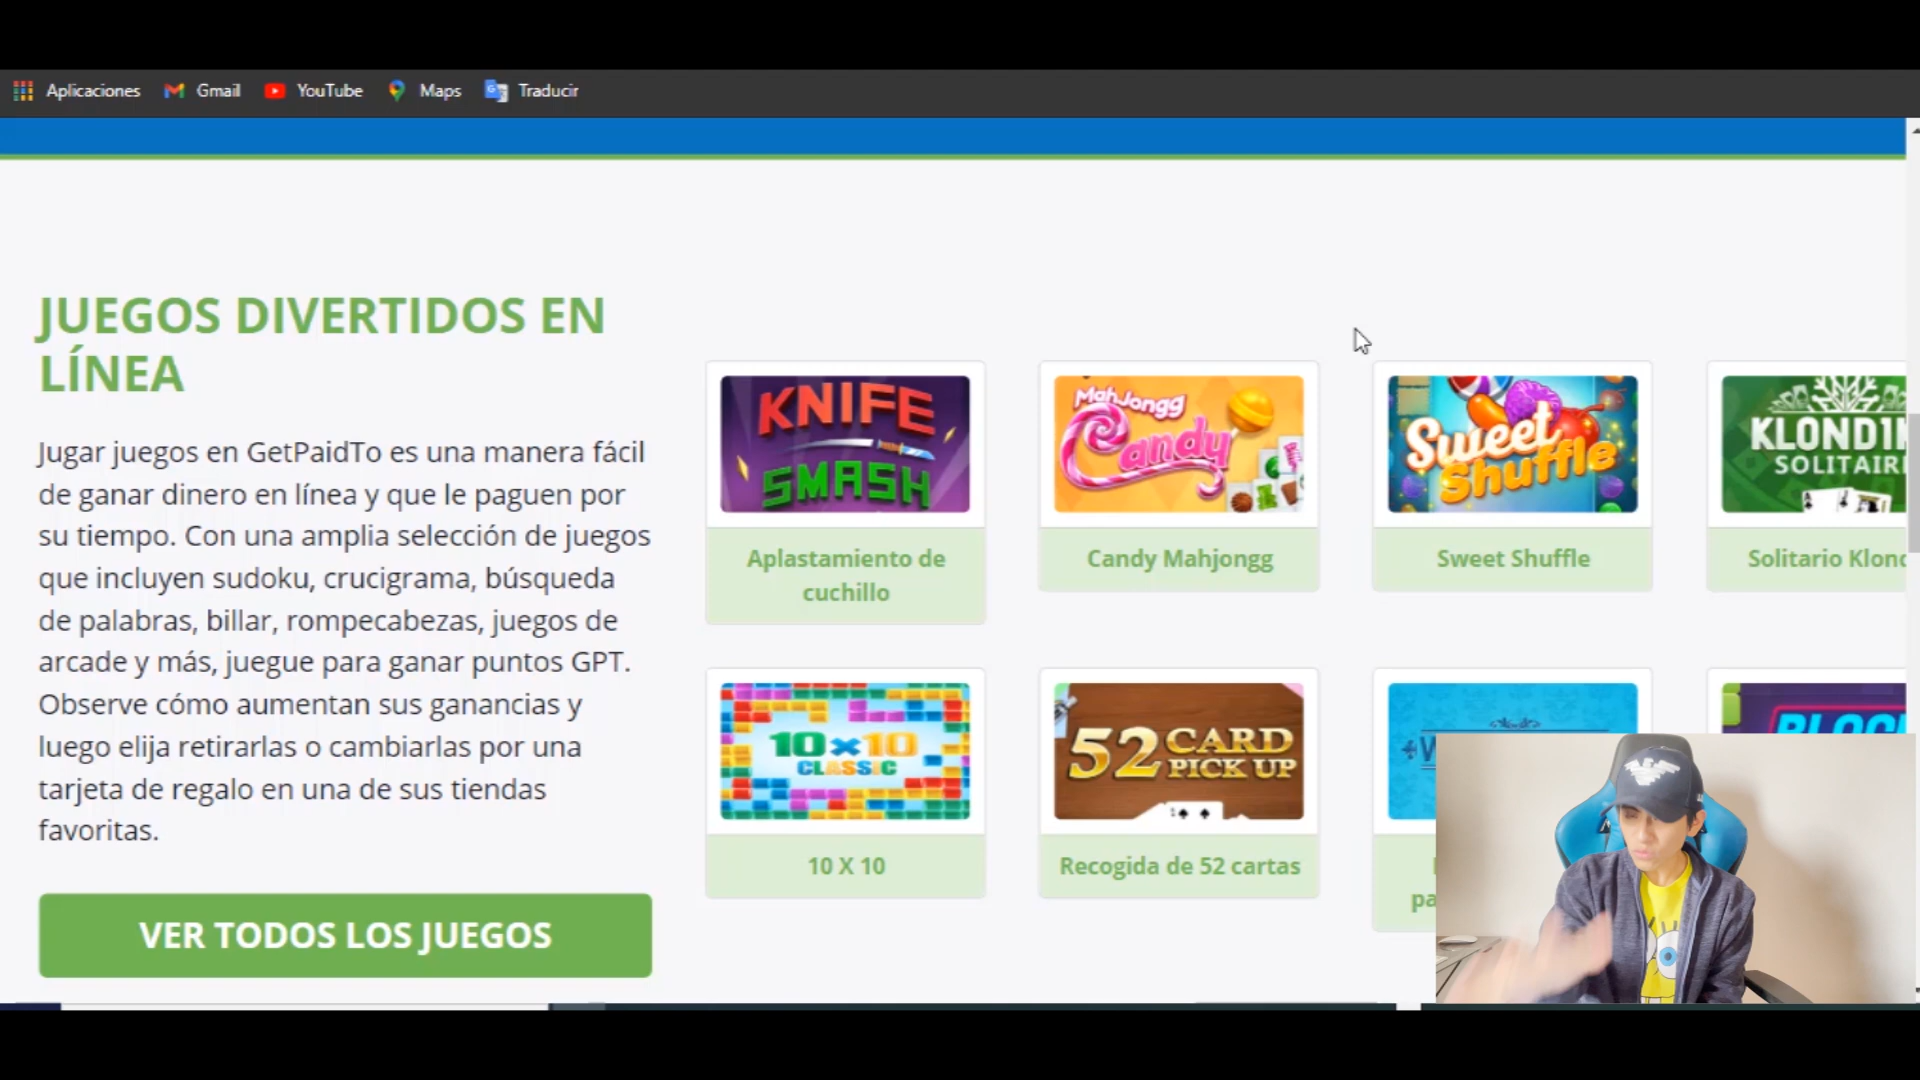 Aplicaciones Gmail YouTube Maps Traducir
JUEGOS DIVERTIDOS EN
LÍNEA
Jugar juegos en GetPaidTo es una manera fácil
de ganar dinero en línea y que le paguen por
su tiempo. Con una amplia selección de juegos
que incluyen sudoku, crucigrama, búsqueda
de palabras, billar, rompecabezas, juegos de
arcade y más, juegue para ganar puntos GPT.
Observe cómo aumentan sus ganancias y
luego elija retirarlas o cambiarlas por una
tarjeta de regalo en una de sus tiendas
favoritas.
VER TODOS LOS JUEGOS
KNIFE
SMASH
Aplastamiento de
cuchillo
MahJongg
Candy
Candy Mahjongg
Sweet
Shuffle
Sweet Shuffle
SOLITAIR
Solitario
10x10
CLASSIC
10 X 10
52 CARD
PICK UP
Recogida de 52 cartas